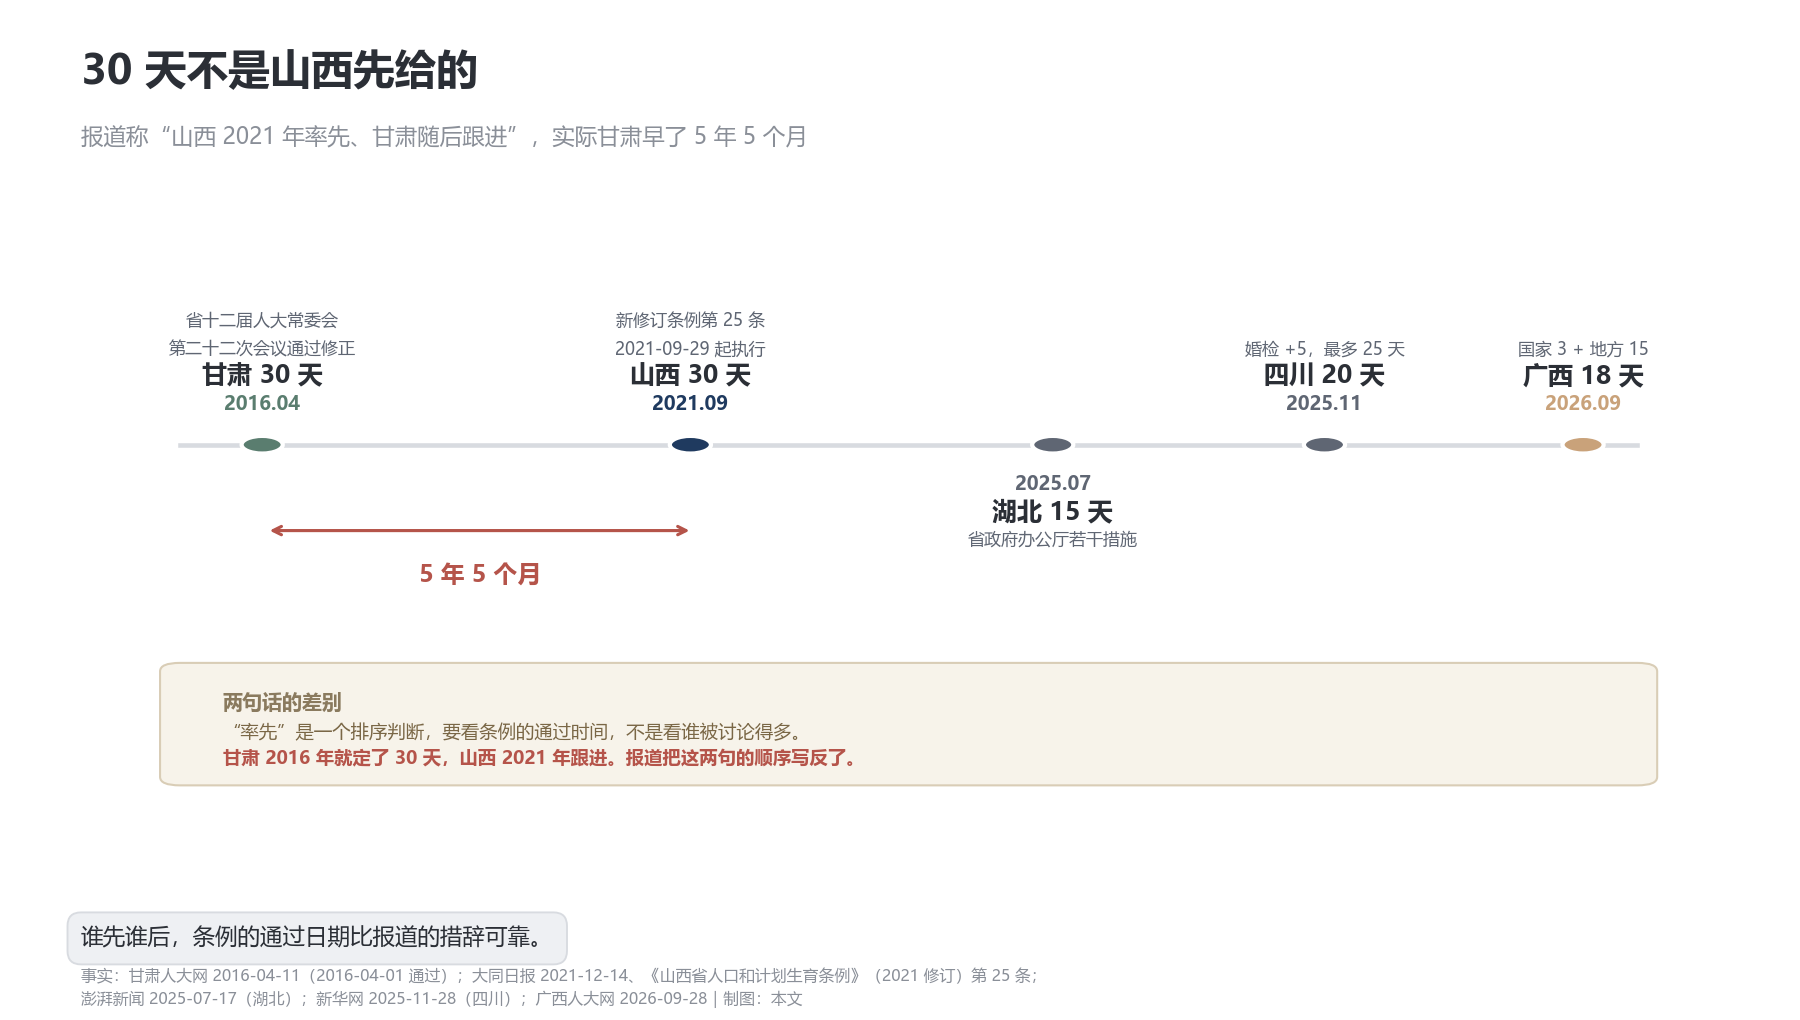 30 天不是山西先给的
报道称“山西 2021 年率先、甘肃随后跟进”，实际甘肃早了 5 年 5 个月
省十二届人大常委会
第二十二次会议通过修正
甘肃 30 天
2016.04
新修订条例第 25 条
2021-09-29 起执行
山西 30 天
2021.09
2025.07
湖北 15 天
省政府办公厅若干措施
婚检 +5，最多 25 天
四川 20 天
2025.11
国家 3 + 地方 15
广西 18 天
2026.09
5 年 5 个月
两句话的差别
“率先”是一个排序判断，要看条例的通过时间，不是看谁被讨论得多。
甘肃 2016 年就定了 30 天，山西 2021 年跟进。报道把这两句的顺序写反了。
谁先谁后，条例的通过日期比报道的措辞可靠。
事实：甘肃人大网 2016-04-11（2016-04-01 通过）；大同日报 2021-12-14、《山西省人口和计划生育条例》（2021 修订）第 25 条；
澎湃新闻 2025-07-17（湖北）；新华网 2025-11-28（四川）；广西人大网 2026-09-28 | 制图：本文